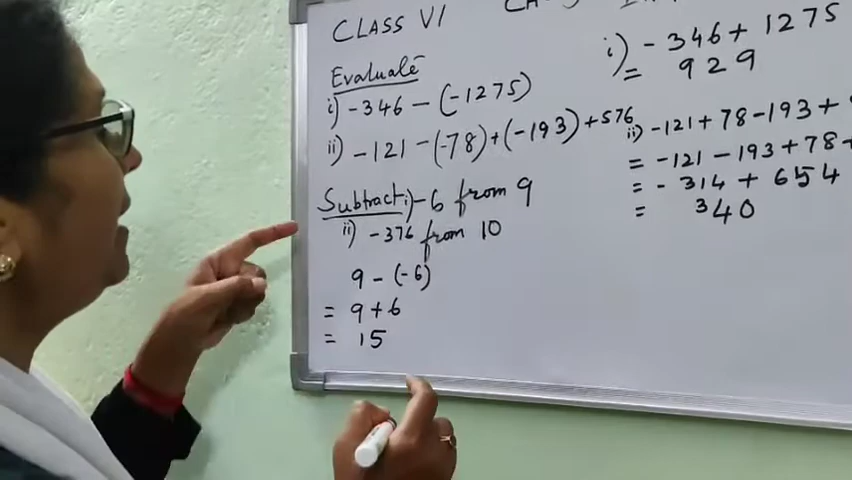 CLASS VI
Evaluate
i) -346 - (-1275)
ii) -121 - (-78) + (-193) + 576
Subtract i) -6 from 9
ii) -376 from 10
9 - (-6)
= 9 + 6
= 15
i) - 346 + 1275
= 929
ii) -121 + 78 - 193 +
= -121 - 193 + 78 +
= - 314 + 654
= 340